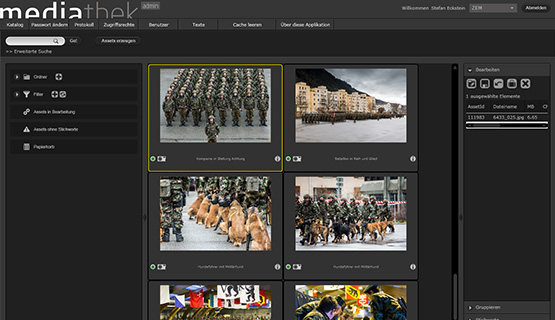 mediathek admin
Willkommen Stefan Eckstein ZEM Abmelden
Katalog Passwort ändern Protokoll Zugriffsrechte Benutzer Texte Cache leeren Über diese Applikation
Go! Assets anzeigen
>> Erweiterte Suche
Ordner
Filter
Assets in Bearbeitung
Assets ohne Stichworte
Papierkorb
Kompanie in Stellung Achtung
Bataillon in Reih und Glied
Hundeführer mit Militärhund
Hundeführer mit Militärhund
Bearbeiten
1 ausgewählte Elemente
AssetId Dateiname MB
111983 6433_025.jpg 6.65
Gruppieren